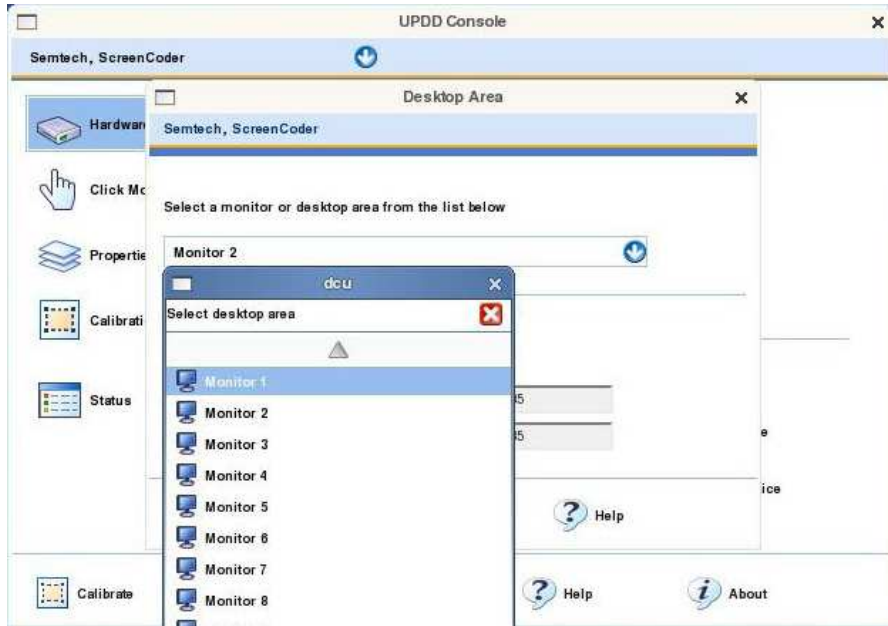 UPDD Console
Semtech, ScreenCoder
Desktop Area
Semtech, ScreenCoder
Hardwar
Click Mo
Propertie
Calibrati
Status
Select a monitor or desktop area from the list below
Monitor 2
dcu
Select desktop area
Monitor 1
Monitor 2
Monitor 3
Monitor 4
Monitor 5
Monitor 6
Monitor 7
Monitor 8
e
ice
Help
Calibrate
Help
About